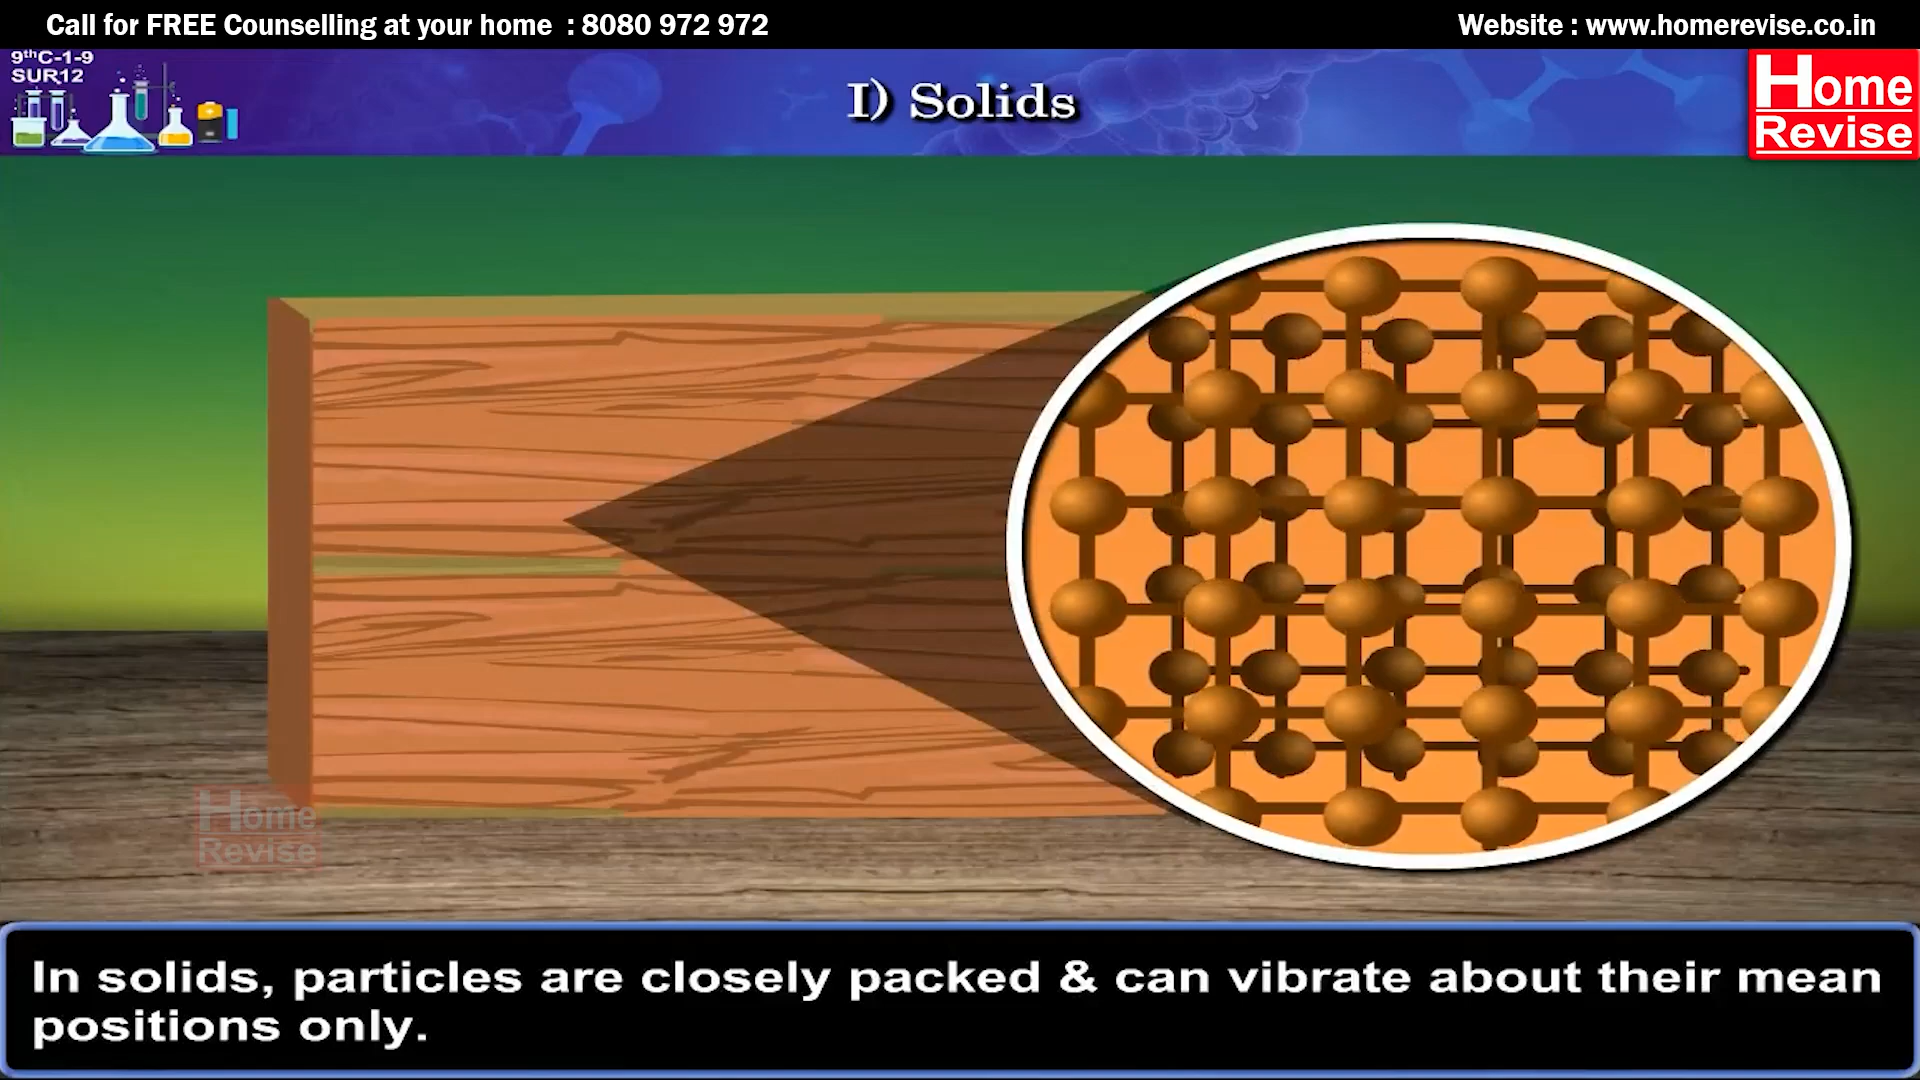 Call for FREE Counselling at your home : 8080 972 972
Website : www.homerevise.co.in
9thC-1-9
SUR12
I) Solids
Home
Revise
Home
Revise
In solids, particles are closely packed & can vibrate about their mean
positions only.